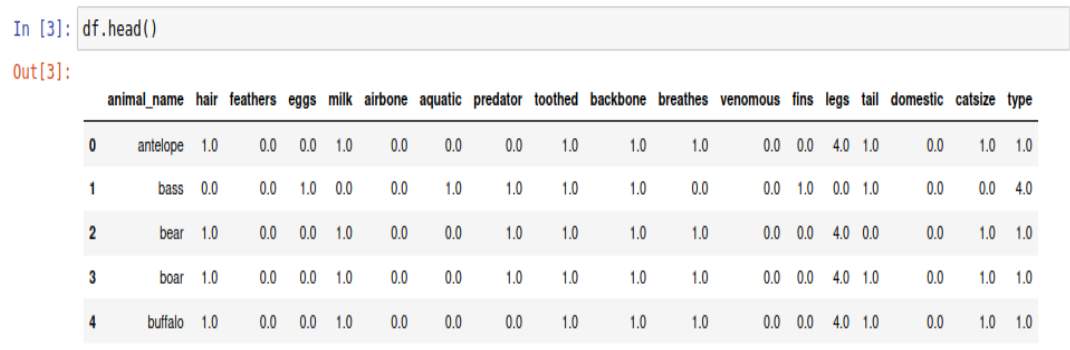 In [3]: df.head()
Out[3]:
animal_name hair feathers eggs milk airbone aquatic predator toothed backbone breathes venomous fins legs tail domestic catsize type
0 antelope 1.0 0.0 0.0 1.0 0.0 0.0 0.0 1.0 1.0 1.0 0.0 0.0 4.0 1.0 0.0 1.0 1.0
1 bass 0.0 0.0 1.0 0.0 0.0 1.0 1.0 1.0 1.0 0.0 0.0 1.0 0.0 1.0 0.0 0.0 4.0
2 bear 1.0 0.0 0.0 1.0 0.0 0.0 1.0 1.0 1.0 1.0 0.0 0.0 4.0 0.0 0.0 1.0 1.0
3 boar 1.0 0.0 0.0 1.0 0.0 0.0 1.0 1.0 1.0 1.0 0.0 0.0 4.0 1.0 0.0 1.0 1.0
4 buffalo 1.0 0.0 0.0 1.0 0.0 0.0 0.0 1.0 1.0 1.0 0.0 0.0 4.0 1.0 0.0 1.0 1.0